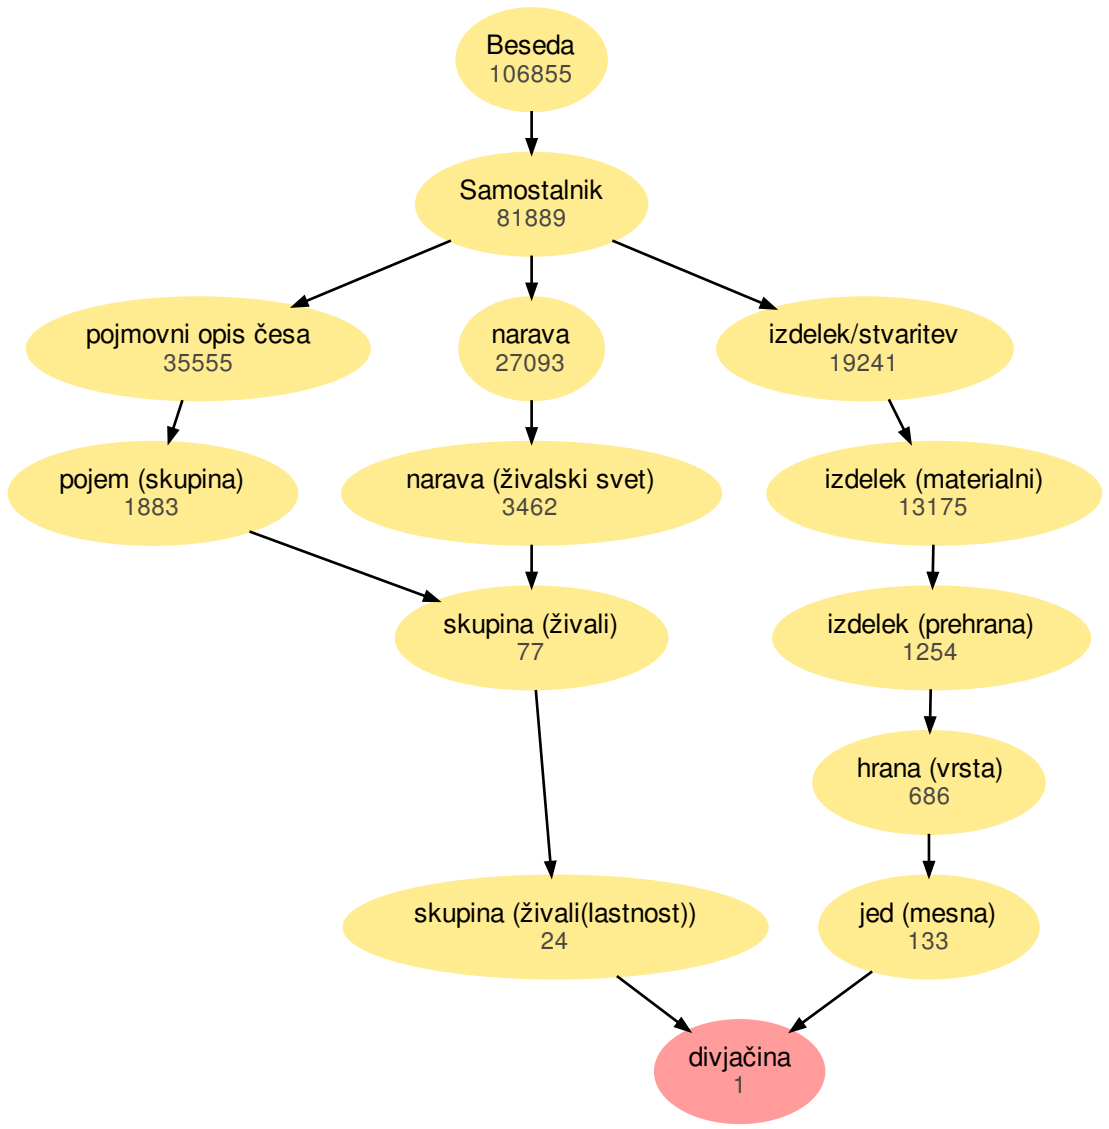 Beseda
106855
Samostalnik
81889
pojmovni opis česa
35555
narava
27093
izdelek/stvaritev
19241
pojem (skupina)
1883
narava (živalski svet)
3462
izdelek (materialni)
13175
skupina (živali)
77
izdelek (prehrana)
1254
hrana (vrsta)
686
skupina (živali(lastnost))
24
jed (mesna)
133
divjačina
1